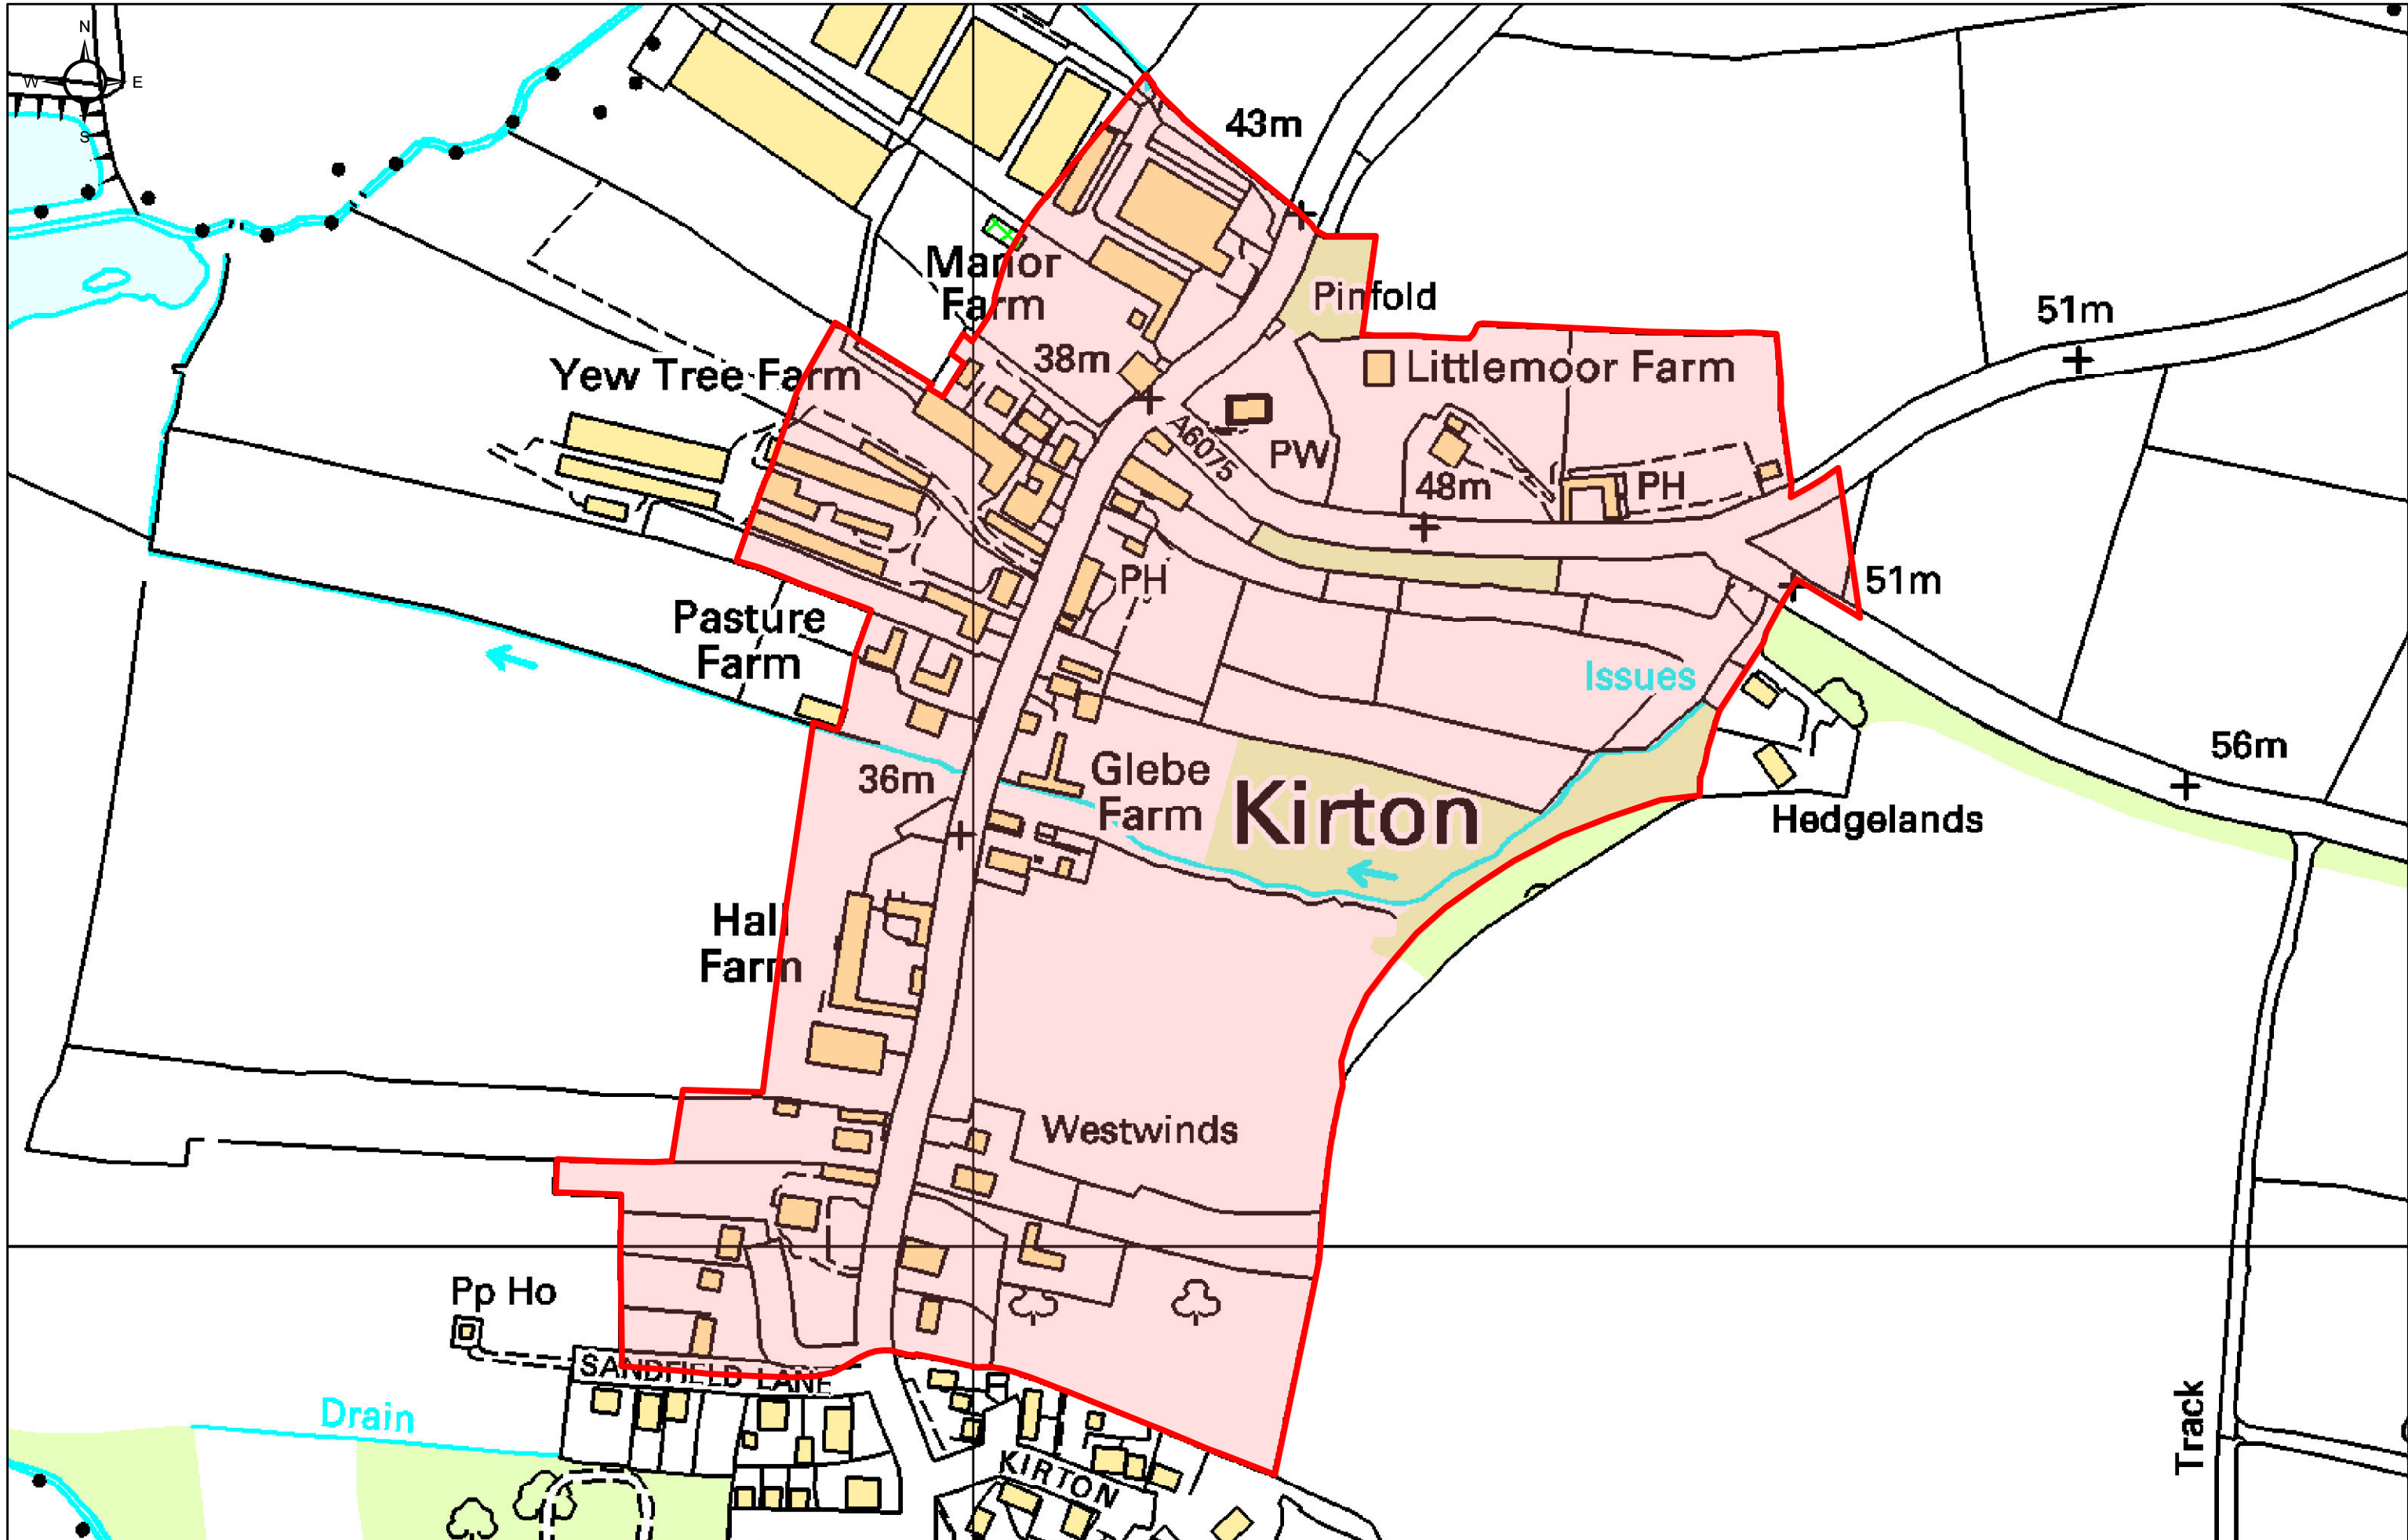 N
W E
S
43m
Manor
Farm
Pinfold
51m
38m
Yew Tree Farm
Littlemoor Farm
A6075
PW
48m
PH
PH
51m
Pasture
Farm
Issues
36m
Glebe
Farm
Kirton
56m
Hedgelands
Hall
Farm
Westwinds
Pp Ho
SANDFIELD LANE
Drain
KIRTON
Track